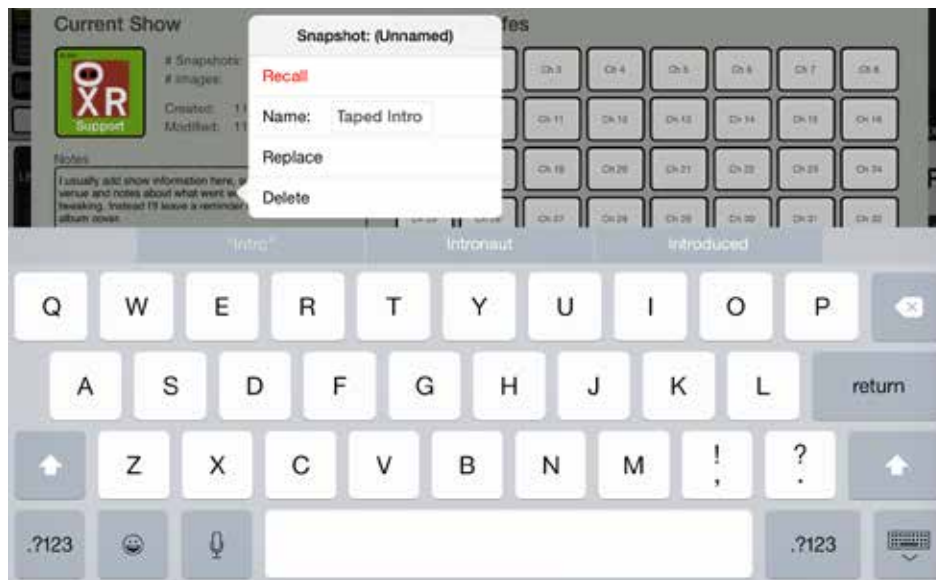 Current Show
fes
# Snapshots:
# Images:
Created: 11
Modified: 11
XR
Support
Notes
I usually add show information here,
venue and notes about what went
tweaking. Instead I'll leave a reminder
album cover.
Snapshot: (Unnamed)
Recall
Name: Taped Intro
Replace
Delete
Ch 3 Ch 4 Ch 5 Ch 6 Ch 7 Ch 8
Ch 11 Ch 12 Ch 13 Ch 14 Ch 15 Ch 16
Ch 19 Ch 20 Ch 21 Ch 22 Ch 23 Ch 24
Ch 27 Ch 28 Ch 29 Ch 30 Ch 31 Ch 32
"Intro" Intronaut Introduced
Q W E R T Y U I O P
A S D F G H J K L return
Z X C V B N M ! , ? .
.?123 .?123